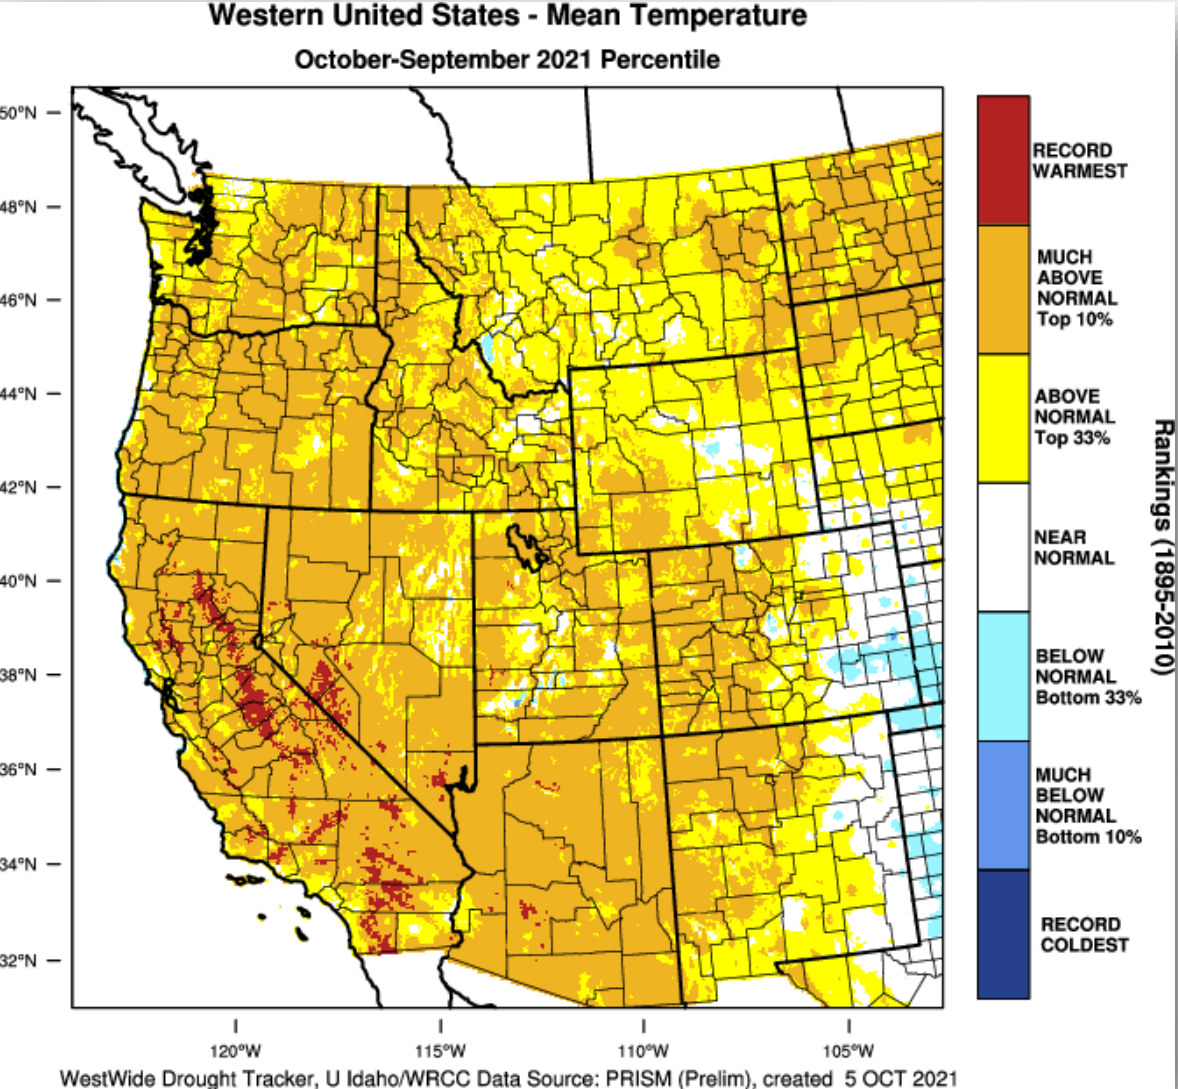 Western United States - Mean Temperature
October-September 2021 Percentile
50°N
48°N
46°N
44°N
42°N
40°N
38°N
36°N
34°N
32°N
120°W
115°W
110°W
105°W
RECORD
WARMEST
MUCH
ABOVE
NORMAL
Top 10%
ABOVE
NORMAL
Top 33%
NEAR
NORMAL
BELOW
NORMAL
Bottom 33%
MUCH
BELOW
NORMAL
Bottom 10%
RECORD
COLDEST
Rankings (1895-2010)
WestWide Drought Tracker, U Idaho/WRCC Data Source: PRISM (Prelim), created 5 OCT 2021